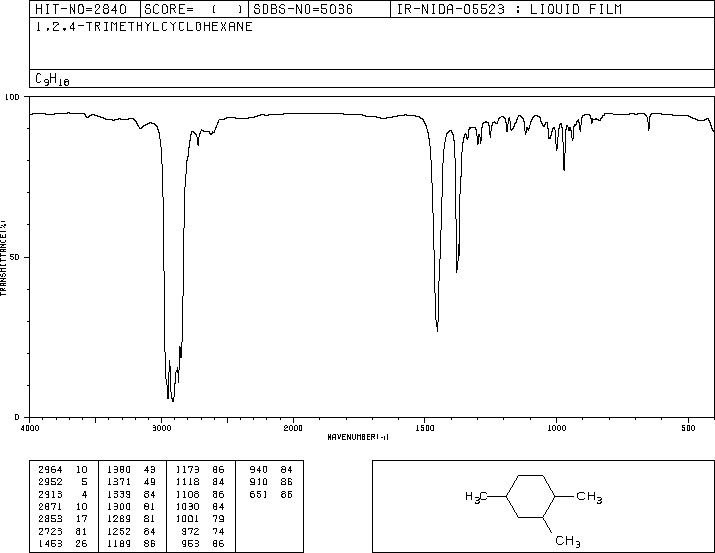 HIT-NO=2840 SCORE= ( ) SDBS-NO=5036 IR-NIDA-05523 : LIQUID FILM
1,2,4-TRIMETHYLCYCLOHEXANE
C9H18
100
50
0
TRANSMITTANCE(%)
4000 3000 2000 1500 1000 500
WAVENUMBER(-1)
2964 10 1380 43 1173 86 940 84
2952 5 1371 49 1118 84 910 86
2913 4 1339 84 1108 86 651 86
2871 10 1300 81 1030 84
2853 17 1289 81 1001 79
2723 81 1252 84 972 74
1453 26 1189 86 953 86
H3C CH3
CH3